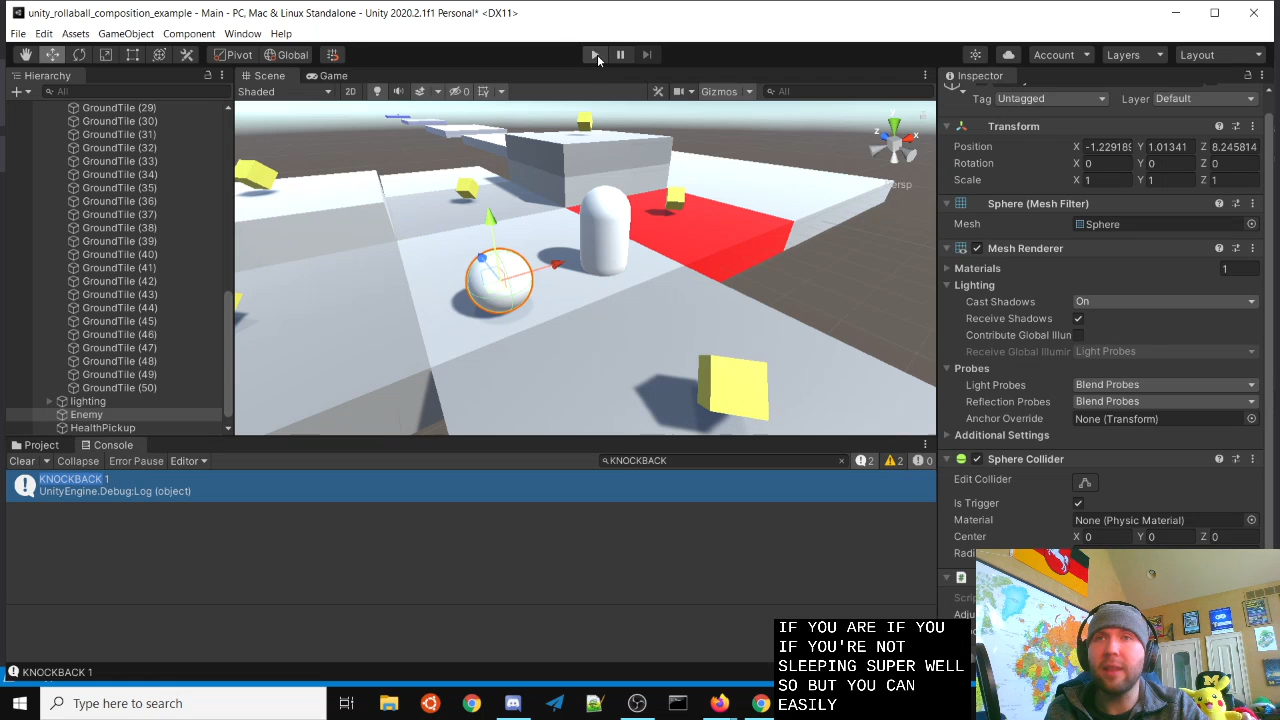 unity_rollaball_composition_example - Main - PC, Mac & Linux Standalone - Unity 2020.2.1f1 Personal* <DX11>
File Edit Assets GameObject Component Window Help
Pivot Global Account Layers Layout
Hierarchy Scene Game Inspector
All Shaded 2D 0 Gizmos All Tag Untagged Layer Default
GroundTile (29)
GroundTile (30)
GroundTile (31)
GroundTile (32)
GroundTile (33)
GroundTile (34)
GroundTile (35)
GroundTile (36)
GroundTile (37)
GroundTile (38)
GroundTile (39)
GroundTile (40)
GroundTile (41)
GroundTile (42)
GroundTile (43)
GroundTile (44)
GroundTile (45)
GroundTile (46)
GroundTile (47)
GroundTile (48)
GroundTile (49)
GroundTile (50)
lighting
Enemy
HealthPickup
y
z
x
Persp
Transform
Position X -1.229189 Y 1.01341 Z 8.245814
Rotation X 0 Y 0 Z 0
Scale X 1 Y 1 Z 1
Sphere (Mesh Filter)
Mesh Sphere
Mesh Renderer
Materials 1
Lighting
Cast Shadows On
Receive Shadows
Contribute Global Illun
Receive Global Illumir Light Probes
Probes
Light Probes Blend Probes
Reflection Probes Blend Probes
Anchor Override None (Transform)
Additional Settings
Sphere Collider
Edit Collider
Is Trigger
Material None (Physic Material)
Center X 0 Y 0 Z 0
Radi
Scrip
Adju
Project Console
Clear Collapse Error Pause Editor KNOCKBACK 2 2 0
KNOCKBACK 1
UnityEngine.Debug:Log (object)
KNOCKBACK 1
IF YOU ARE IF YOU
IF YOU'RE NOT
SLEEPING SUPER WELL
SO BUT YOU CAN
EASILY
Type here to search